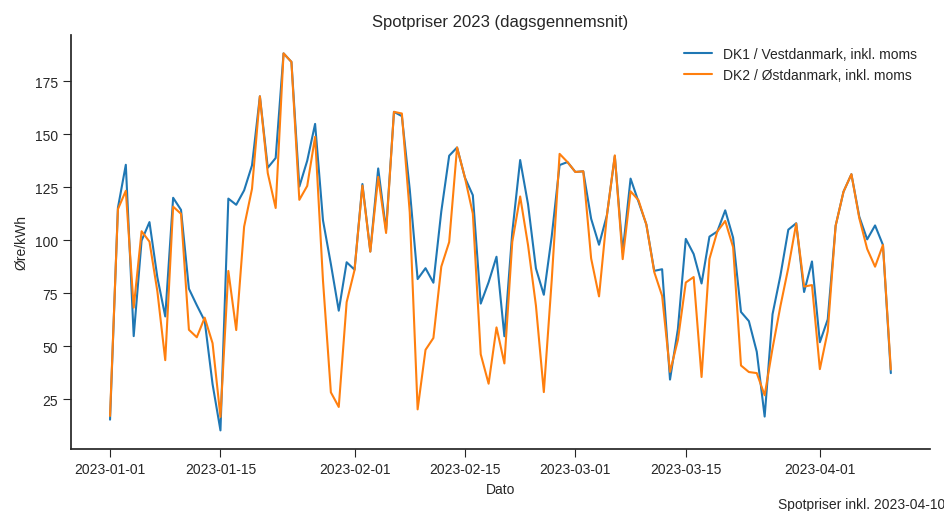 Spotpriser 2023 (dagsgennemsnit)
DK1 / Vestdanmark, inkl. moms
DK2 / Østdanmark, inkl. moms
Øre/kWh
175
150
125
100
75
50
25
2023-01-01
2023-01-15
2023-02-01
2023-02-15
2023-03-01
2023-03-15
2023-04-01
Dato
Spotpriser inkl. 2023-04-10